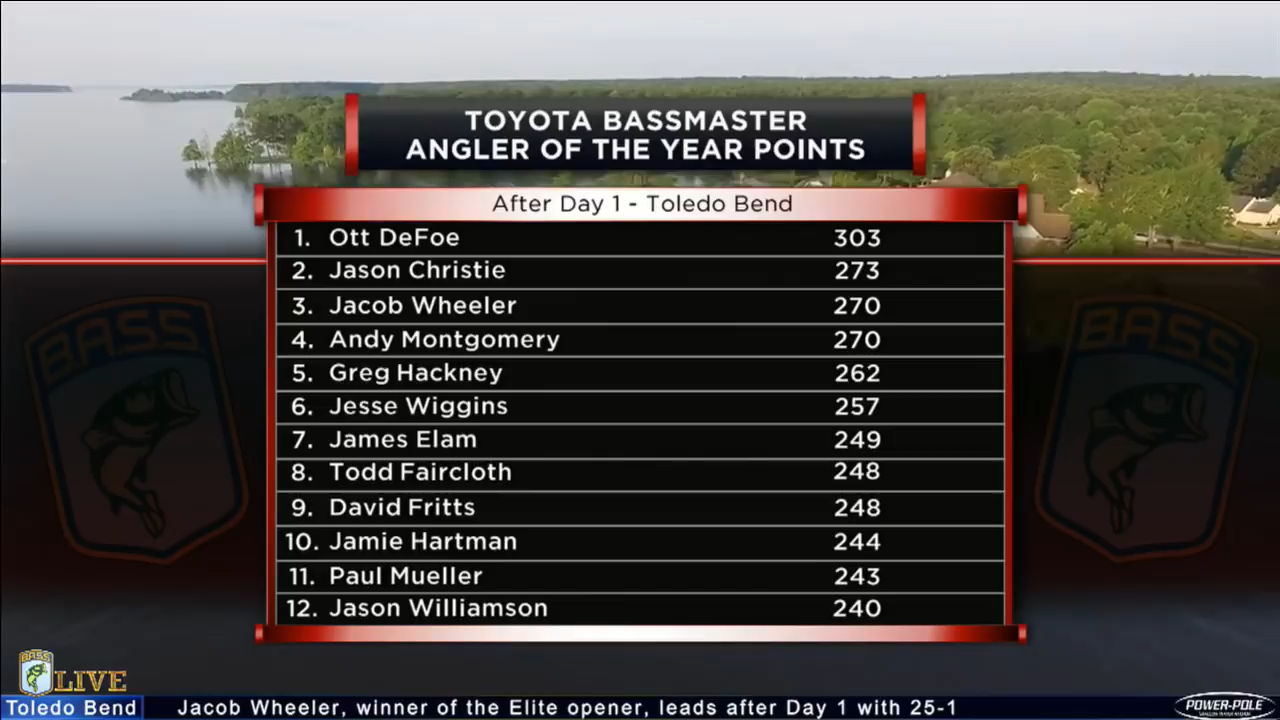 TOYOTA BASSMASTER
ANGLER OF THE YEAR POINTS
After Day 1 - Toledo Bend
1. Ott DeFoe 303
2. Jason Christie 273
3. Jacob Wheeler 270
4. Andy Montgomery 270
5. Greg Hackney 262
6. Jesse Wiggins 257
7. James Elam 249
8. Todd Faircloth 248
9. David Fritts 248
10. Jamie Hartman 244
11. Paul Mueller 243
12. Jason Williamson 240
BASS
BASS
BASS
LIVE
Toledo Bend Jacob Wheeler, winner of the Elite opener, leads after Day 1 with 25-1
POWER-POLE